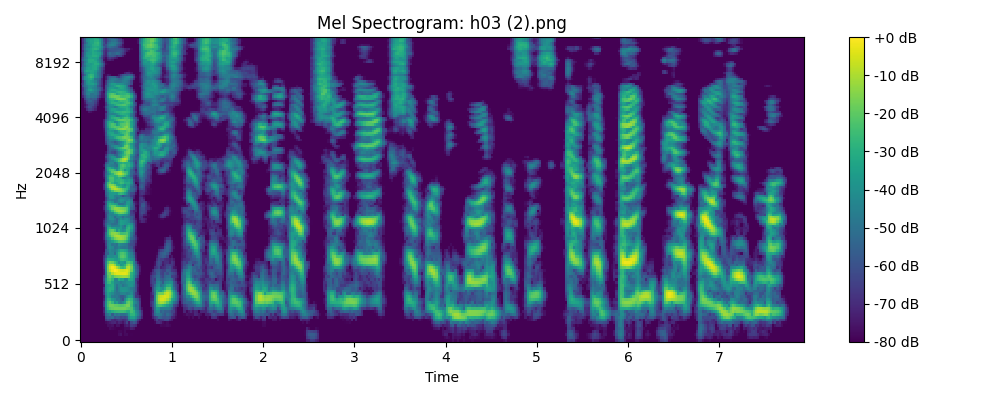 Mel Spectrogram: h03 (2).png
Hz
8192
4096
2048
1024
512
0
0 1 2 3 4 5 6 7
Time
+0 dB
-10 dB
-20 dB
-30 dB
-40 dB
-50 dB
-60 dB
-70 dB
-80 dB